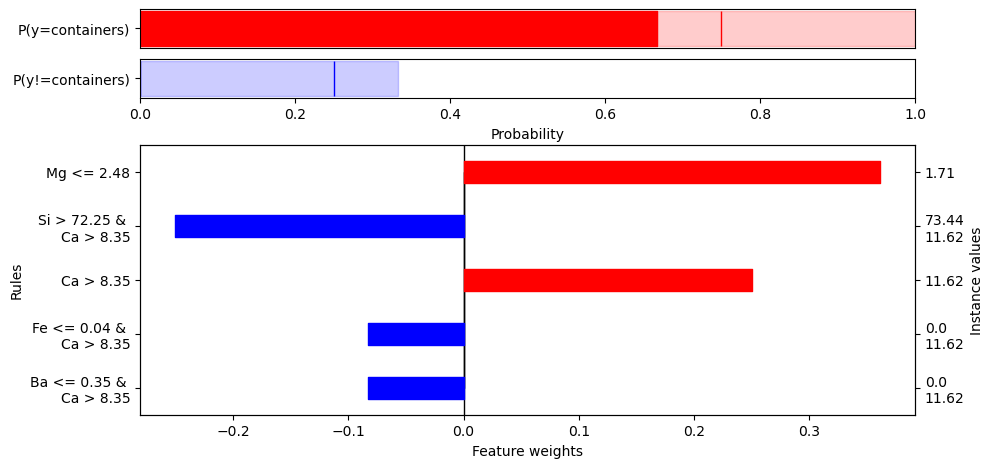 P(y=containers)
P(y!=containers)
0.0 0.2 0.4 0.6 0.8 1.0
Probability
Mg <= 2.48
1.71
Si > 72.25 &
Ca > 8.35
73.44
11.62
Ca > 8.35
11.62
Fe <= 0.04 &
Ca > 8.35
0.0
11.62
Ba <= 0.35 &
Ca > 8.35
0.0
11.62
Rules
Instance values
−0.2 −0.1 0.0 0.1 0.2 0.3
Feature weights